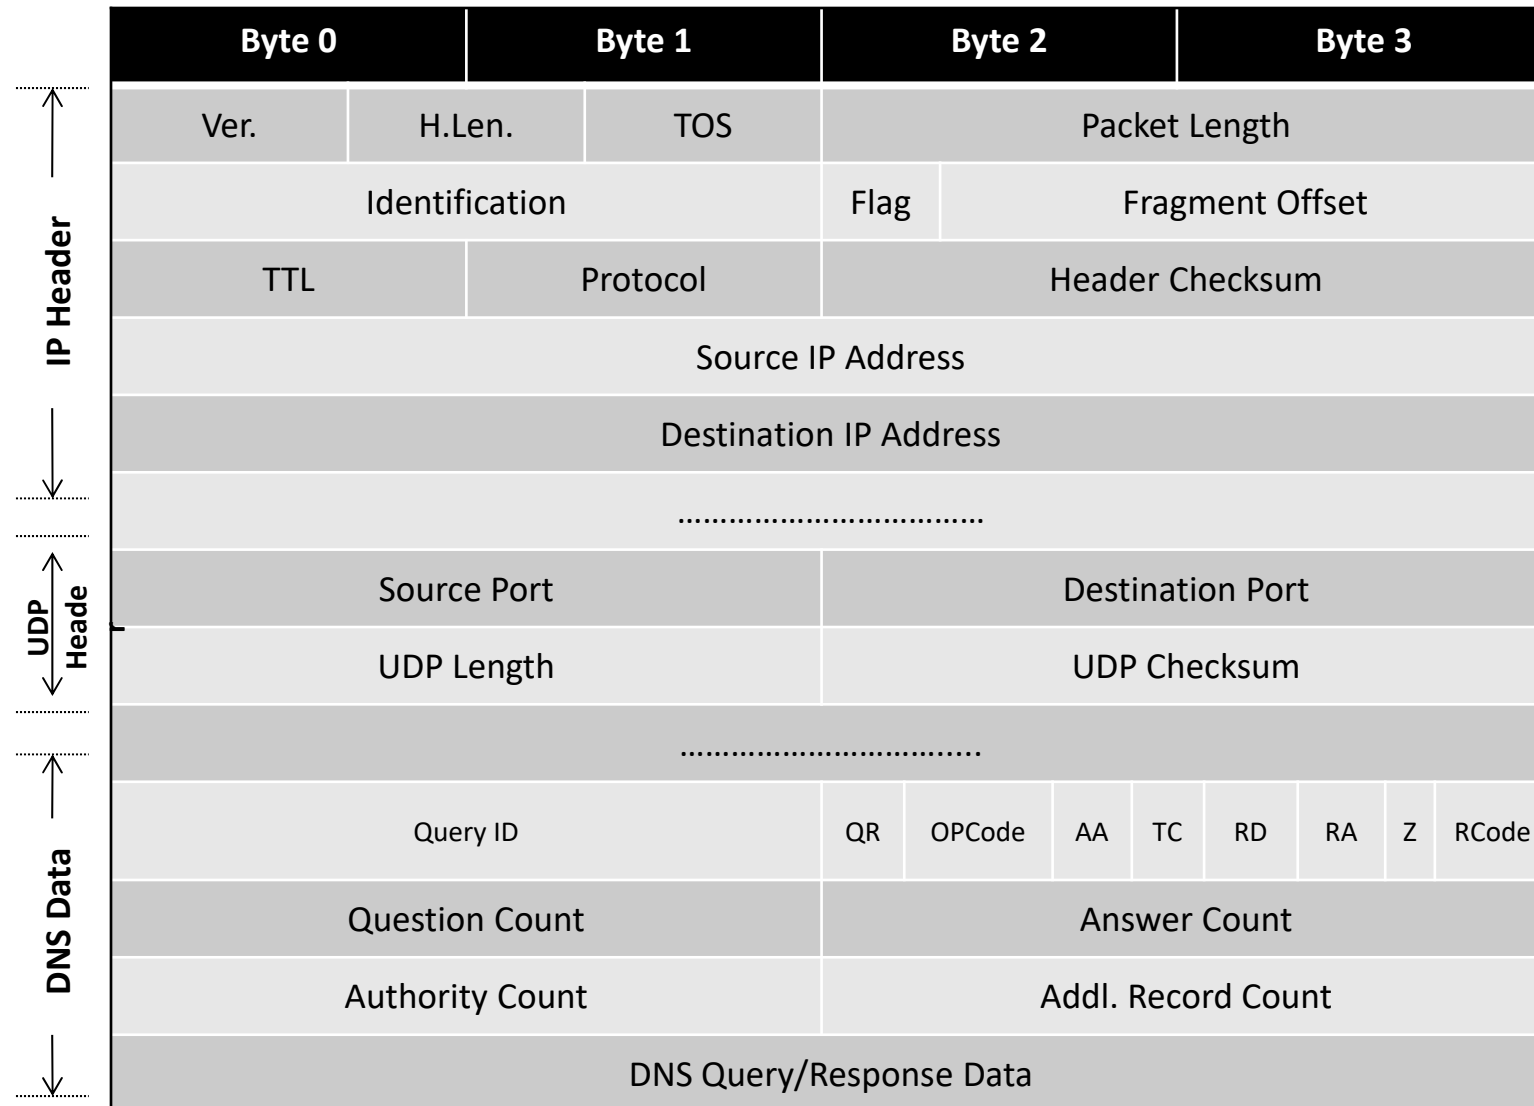 Byte 0 Byte 1 Byte 2 Byte 3
Ver. H.Len. TOS Packet Length
Identification Flag Fragment Offset
IP Header
TTL Protocol Header Checksum
Source IP Address
Destination IP Address
....................................
Source Port Destination Port
UDP
Heade
UDP Length UDP Checksum
....................................
Query ID QR OPCode AA TC RD RA Z RCode
DNS Data
Question Count Answer Count
Authority Count Addl. Record Count
DNS Query/Response Data